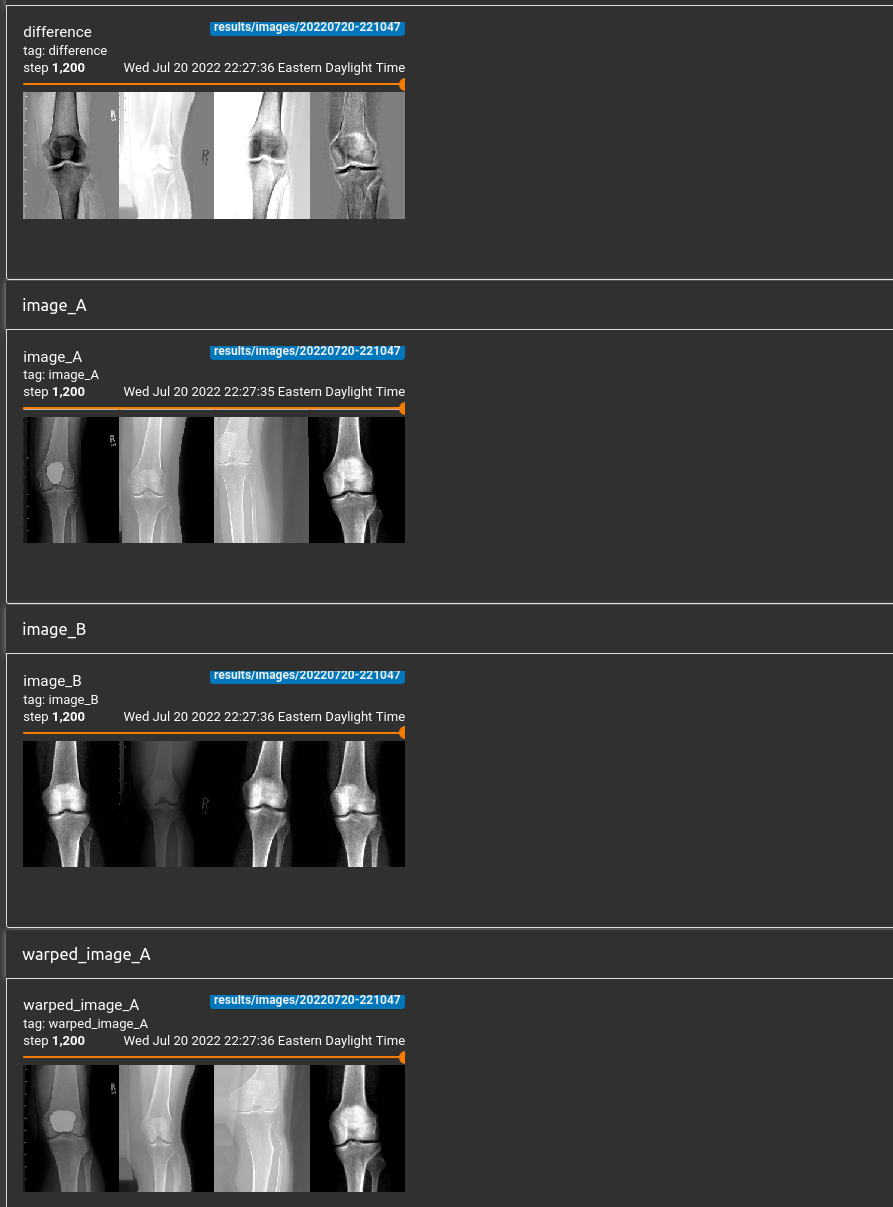 difference
results/images/20220720-221047
tag: difference
step 1,200 Wed Jul 20 2022 22:27:36 Eastern Daylight Time
R
image_A
image_A
results/images/20220720-221047
tag: image_A
step 1,200 Wed Jul 20 2022 22:27:35 Eastern Daylight Time
image_B
image_B
results/images/20220720-221047
tag: image_B
step 1,200 Wed Jul 20 2022 22:27:36 Eastern Daylight Time
R
warped_image_A
warped_image_A
results/images/20220720-221047
tag: warped_image_A
step 1,200 Wed Jul 20 2022 22:27:36 Eastern Daylight Time